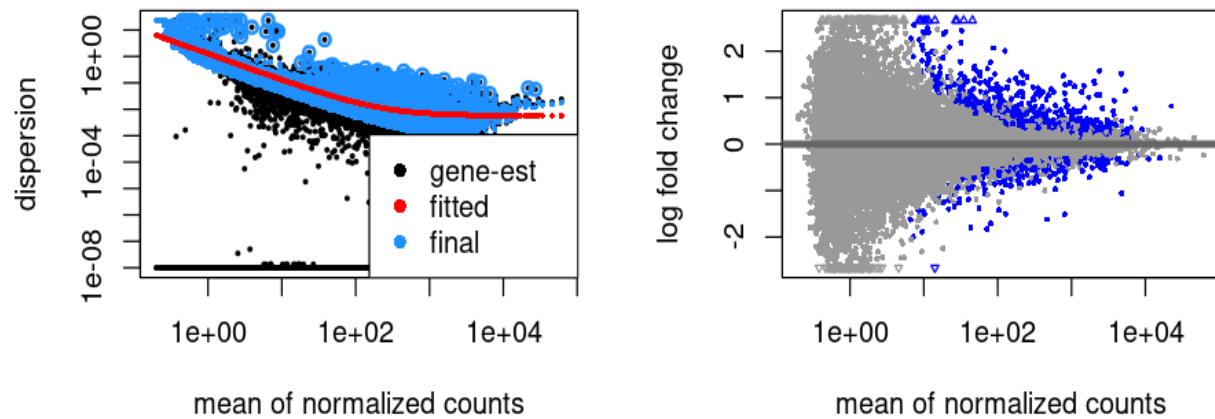 dispersion
1e+00
1e-04
1e-08
gene-est
fitted
final
1e+00 1e+02 1e+04
mean of normalized counts
log fold change
2
1
0
-2
1e+00 1e+02 1e+04
mean of normalized counts